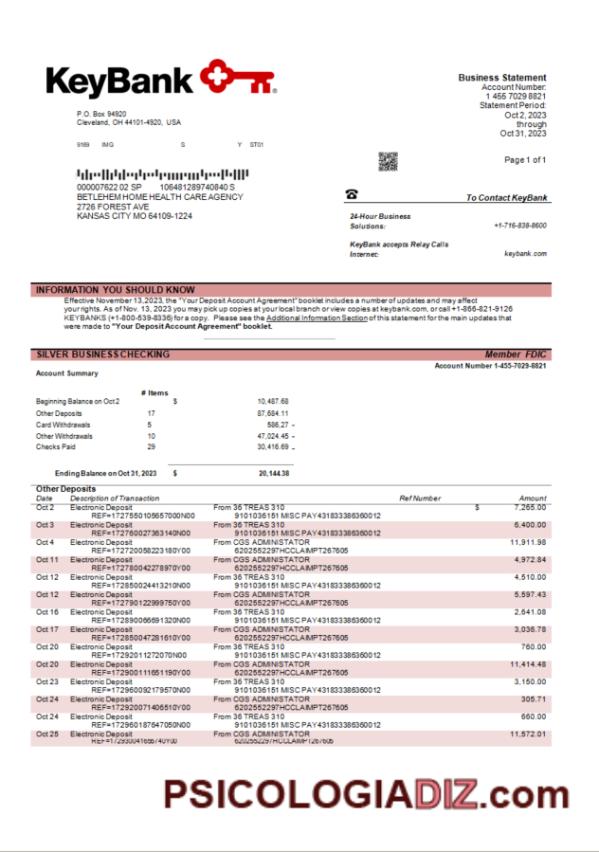 KeyBank
Business Statement
Account Number:
1 455 7029 8821
Statement Period:
Oct 2, 2023
through
Oct 31, 2023
P.O. Box 94920
Cleveland, OH 44101-4920, USA
9169 IMG S Y ST01
Page 1 of 1
000007622 02 SP 106481289740840 S
BETLEHEM HOME HEALTH CARE AGENCY
2726 FOREST AVE
KANSAS CITY MO 64109-1224
To Contact KeyBank
24-Hour Business
Solutions: +1-716-838-8600
KeyBank accepts Relay Calls
Internet: keybank.com
INFORMATION YOU SHOULD KNOW
Effective November 13, 2023, the "Your Deposit Account Agreement" booklet includes a number of updates and may affect
your rights. As of Nov. 13, 2023 you may pick up copies at your local branch or view copies at keybank.com, or call +1-866-821-9126
KEYBANKS (+1-800-539-8336) for a copy. Please see the Additional Information Section of this statement for the main updates that
were made to "Your Deposit Account Agreement" booklet.
SILVER BUSINESS CHECKING Member FDIC
Account Number 1-455-7029-8821
Account Summary
# Items
Beginning Balance on Oct 2 $ 10,487.68
Other Deposits 17 87,684.11
Card Withdrawals 5 586.27 -
Other Withdrawals 10 47,024.45 -
Checks Paid 29 30,416.69 -
Ending Balance on Oct 31, 2023 $ 20,144.38
Other Deposits
Date Description of Transaction Ref Number Amount
Oct 2 Electronic Deposit From 36 TREAS 310 $ 7,265.00
REF=1727550105657000N00 9101036151 MISC PAY431833386360012
Oct 3 Electronic Deposit From 36 TREAS 310 6,400.00
REF=172760027363140N00 9101036151 MISC PAY431833386360012
Oct 4 Electronic Deposit From CGS ADMINISTATOR 11,911.98
REF=172720058223180Y00 6202552297HCCLAIMPT267605
Oct 11 Electronic Deposit From CGS ADMINISTATOR 4,972.84
REF=172780042278970Y00 6202552297HCCLAIMPT267605
Oct 12 Electronic Deposit From 36 TREAS 310 4,510.00
REF=172850024413210N00 9101036151 MISC PAY431833386360012
Oct 12 Electronic Deposit From CGS ADMINISTATOR 5,597.43
REF=172790122999750Y00 6202552297HCCLAIMPT267605
Oct 16 Electronic Deposit From 36 TREAS 310 2,641.08
REF=172890066691320N00 9101036151 MISC PAY431833386360012
Oct 17 Electronic Deposit From CGS ADMINISTATOR 3,036.78
REF=172850047281610Y00 6202552297HCCLAIMPT267605
Oct 20 Electronic Deposit From 36 TREAS 310 760.00
REF=17292011272070N00 9101036151 MISC PAY431833386360012
Oct 20 Electronic Deposit From CGS ADMINISTATOR 11,414.48
REF=172900111651190Y00 6202552297HCCLAIMPT267605
Oct 23 Electronic Deposit From 36 TREAS 310 3,150.00
REF=172960092179570N00 9101036151 MISC PAY431833386360012
Oct 24 Electronic Deposit From CGS ADMINISTATOR 305.71
REF=172920071406510Y00 6202552297HCCLAIMPT267605
Oct 24 Electronic Deposit From 36 TREAS 310 660.00
REF=172960187647050N00 9101036151 MISC PAY431833386360012
Oct 25 Electronic Deposit From CGS ADMINISTATOR 11,572.01
REF=172930041656740Y00 6202552297HCCLAIMPT267605
PSICOLOGIADIZ.com